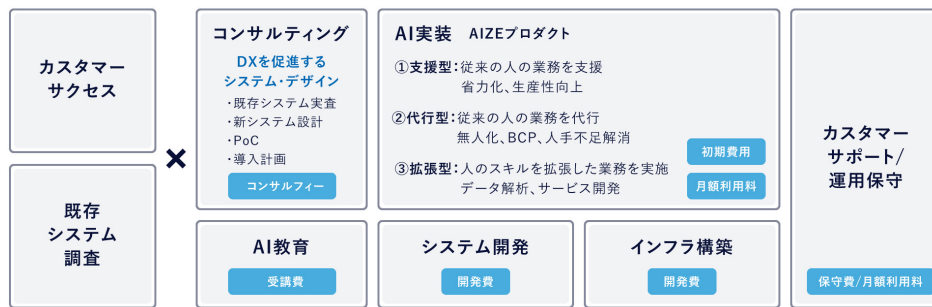 カスタマー
サクセス
既存
システム
調査
×
コンサルティング
DXを促進する
システム・デザイン
・既存システム実査
・新システム設計
・PoC
・導入計画
コンサルフィー
AI実装 AIZEプロダクト
①支援型：従来の人の業務を支援
省力化、生産性向上
②代行型：従来の人の業務を代行
無人化、BCP、人手不足解消
③拡張型：人のスキルを拡張した業務を実施
データ解析、サービス開発
初期費用
月額利用料
AI教育
受講費
システム開発
開発費
インフラ構築
開発費
カスタマー
サポート/
運用保守
保守費/月額利用料